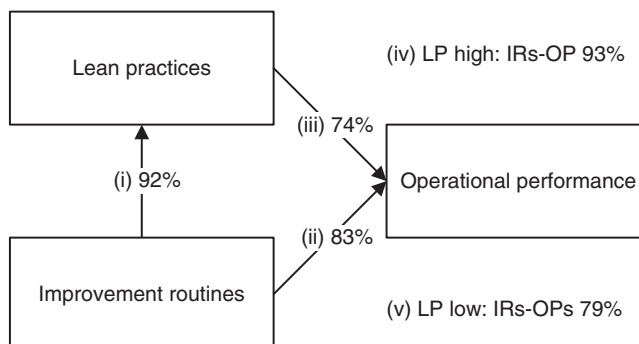 Lean practices
(iv) LP high: IRs-OP 93%
(iii) 74%
(i) 92%
Operational performance
(ii) 83%
Improvement routines
(v) LP low: IRs-OPs 79%